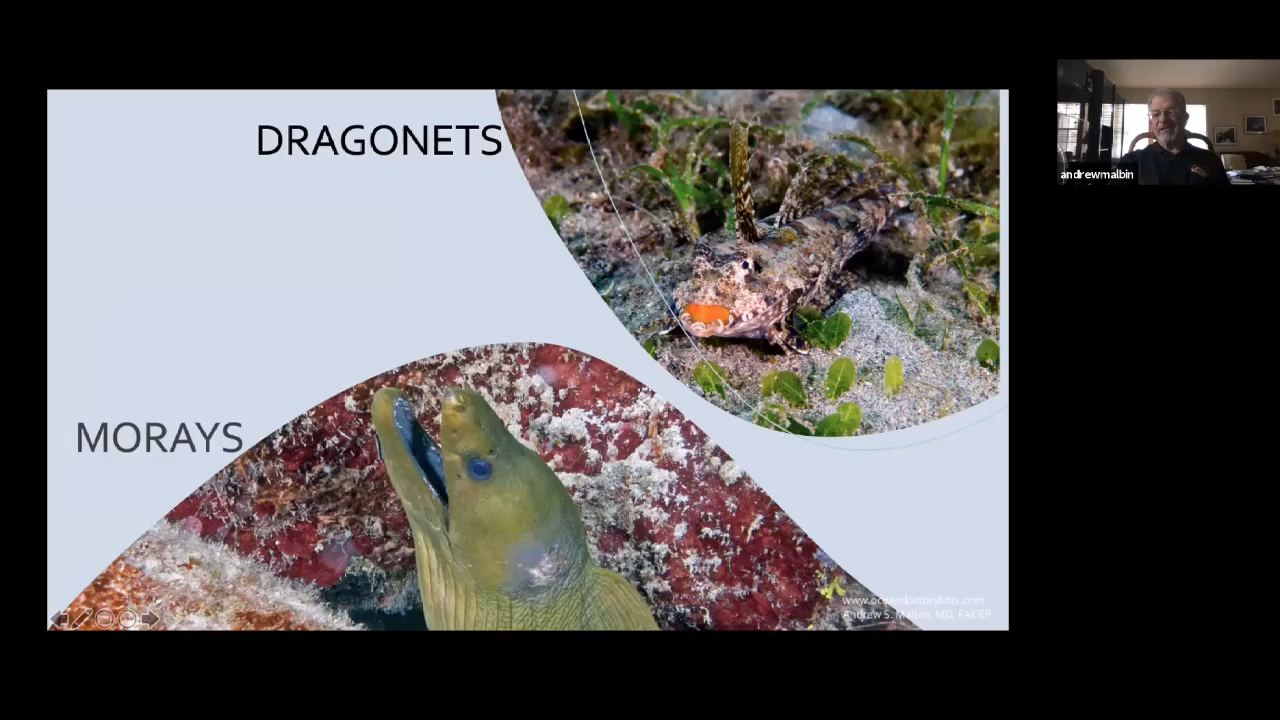 DRAGONETS
andrewmalbin
MORAYS
www.oceandoctorshots.com
Andrew S. Malbin, MD, FACEP